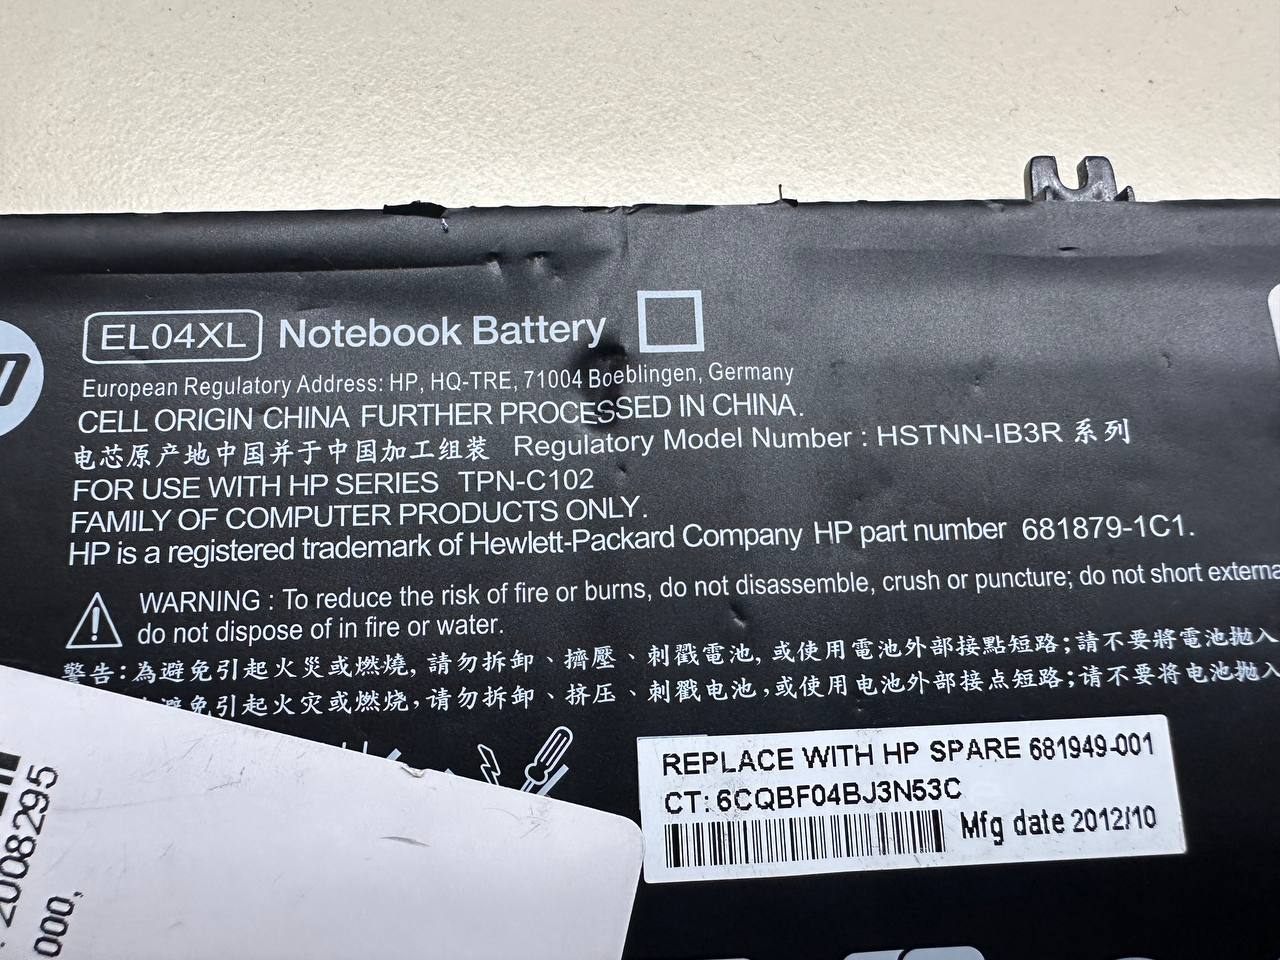 EL04XL Notebook Battery
European Regulatory Address: HP, HQ-TRE, 71004 Boeblingen, Germany
CELL ORIGIN CHINA FURTHER PROCESSED IN CHINA.
电芯原产地中国并于中国加工组装 Regulatory Model Number : HSTNN-IB3R 系列
FOR USE WITH HP SERIES TPN-C102
FAMILY OF COMPUTER PRODUCTS ONLY.
HP is a registered trademark of Hewlett-Packard Company HP part number 681879-1C1.
WARNING : To reduce the risk of fire or burns, do not disassemble, crush or puncture; do not short externa
do not dispose of in fire or water.
警告:為避免引起火災或燃燒, 請勿拆卸、擠壓、刺戳電池, 或使用電池外部接點短路;請不要將電池拋入
避免引起火灾或燃烧,请勿拆卸、挤压、刺戳电池,或使用电池外部接点短路;请不要将电池抛入
REPLACE WITH HP SPARE 681949-001
CT: 6CQBF04BJ3N53C
Mfg date 2012/10
2008295
000,